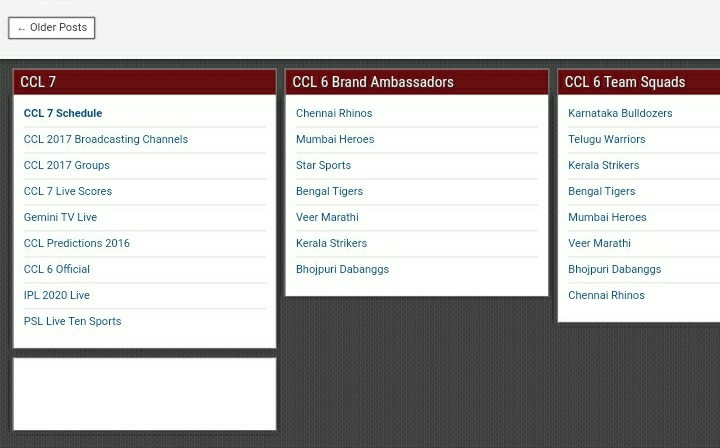 ← Older Posts
CCL 7
CCL 7 Schedule
CCL 2017 Broadcasting Channels
CCL 2017 Groups
CCL 7 Live Scores
Gemini TV Live
CCL Predictions 2016
CCL 6 Official
IPL 2020 Live
PSL Live Ten Sports
CCL 6 Brand Ambassadors
Chennai Rhinos
Mumbai Heroes
Star Sports
Bengal Tigers
Veer Marathi
Kerala Strikers
Bhojpuri Dabanggs
CCL 6 Team Squads
Karnataka Bulldozers
Telugu Warriors
Kerala Strikers
Bengal Tigers
Mumbai Heroes
Veer Marathi
Bhojpuri Dabanggs
Chennai Rhinos